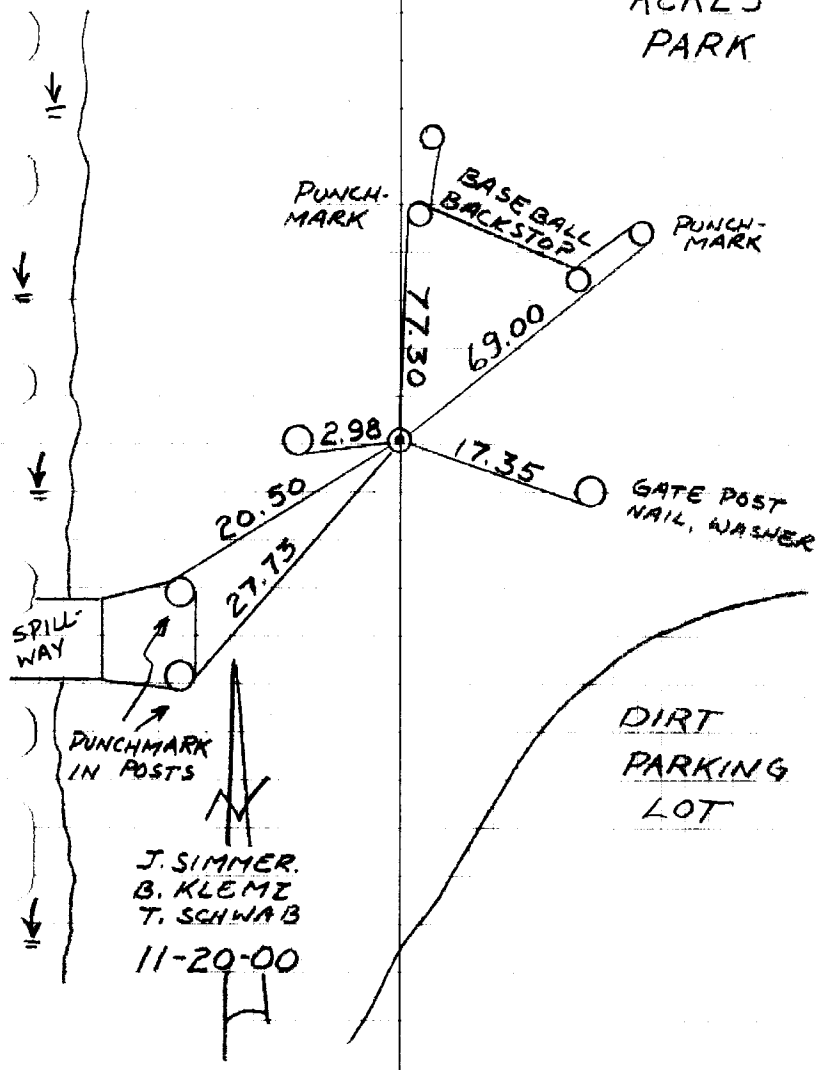 ACRES
PARK
PUNCH-
MARK
BASEBALL
BACKSTOP
PUNCH-
MARK
77.30
69.00
2.98
17.35
GATE POST
NAIL, WASHER
20.50
27.73
SPILL-
WAY
PUNCHMARK
IN POSTS
N
DIRT
PARKING
LOT
J. SIMMER.
B. KLEMZ
T. SCHWAB
11-20-00